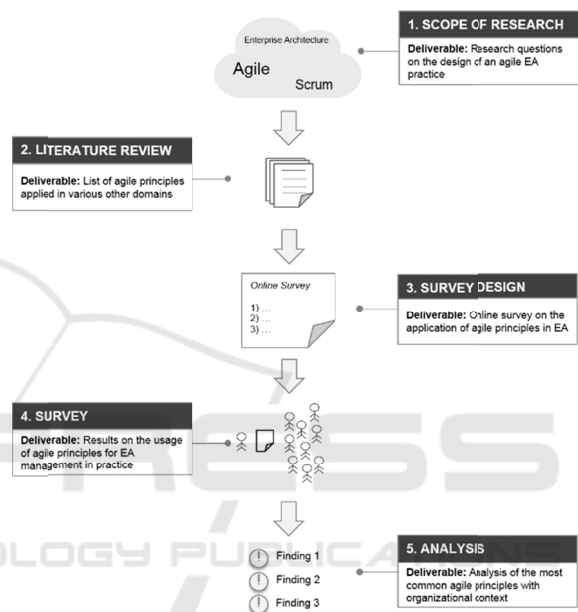 Enterprise Architecture
Agile
Scrum
1. SCOPE OF RESEARCH
Deliverable: Research questions
on the design of an agile EA
practice
2. LITERATURE REVIEW
Deliverable: List of agile principles
applied in various other domains
Online Survey
1) ...
2) ...
3) ...
3. SURVEY DESIGN
Deliverable: Online survey on the
application of agile principles in EA
4. SURVEY
Deliverable: Results on the usage
of agile principles for EA
management in practice
PRESS
OLOGY PUBLICATIONS
Finding 1
Finding 2
Finding 3
5. ANALYSIS
Deliverable: Analysis of the most
common agile principles with
organizational context